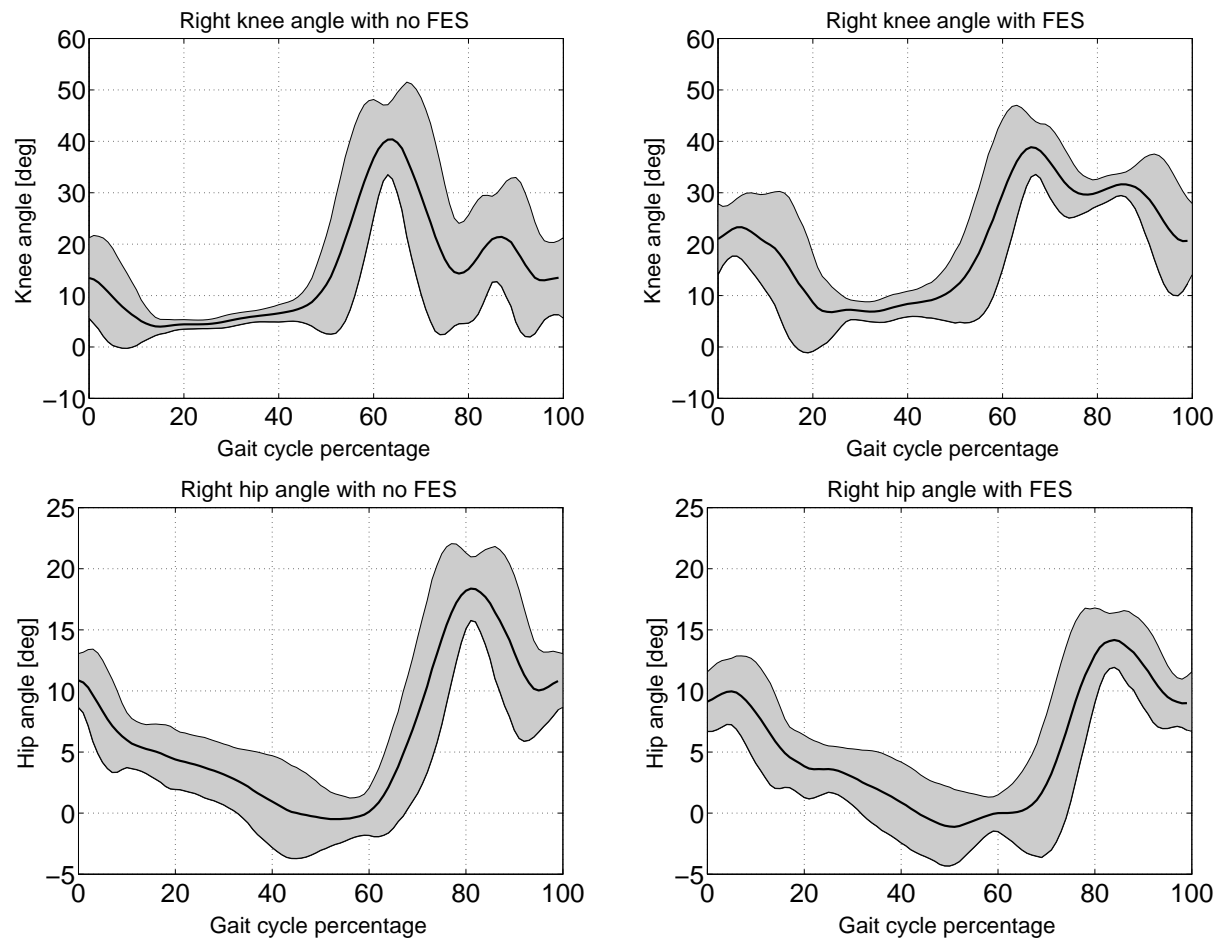 Right knee angle with no FES
60
50
40
30
20
10
0
−10
Knee angle [deg]
0 20 40 60 80 100
Gait cycle percentage
Right knee angle with FES
60
50
40
30
20
10
0
−10
Knee angle [deg]
0 20 40 60 80 100
Gait cycle percentage
Right hip angle with no FES
25
20
15
10
5
0
−5
Hip angle [deg]
0 20 40 60 80 100
Gait cycle percentage
Right hip angle with FES
25
20
15
10
5
0
−5
Hip angle [deg]
0 20 40 60 80 100
Gait cycle percentage